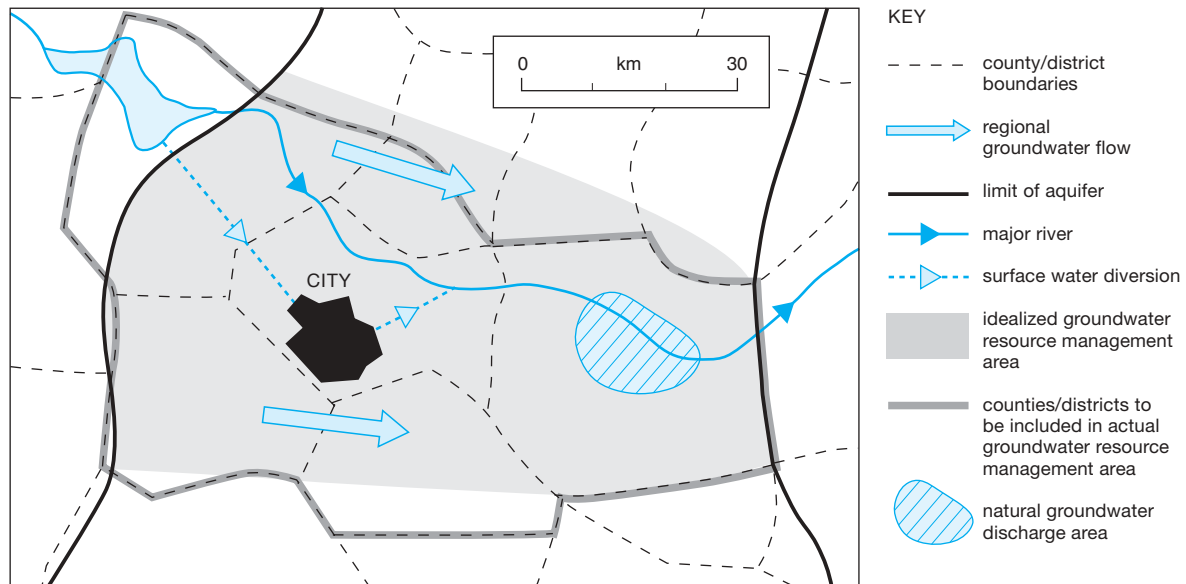 0 km 30
CITY
KEY
county/district
boundaries
regional
groundwater flow
limit of aquifer
major river
surface water diversion
idealized groundwater
resource management
area
counties/districts to
be included in actual
groundwater resource
management area
natural groundwater
discharge area